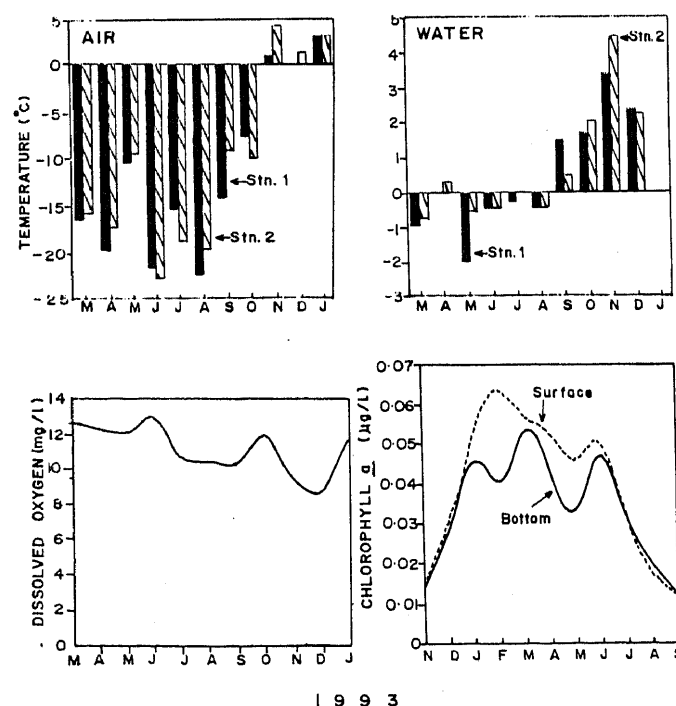 AIR
TEMPERATURE (°C)
5
0
-5
-10
-15
-20
-25
Stn. 1
Stn. 2
M A M J J A S O N D J
WATER
5
4
3
2
1
0
-1
-2
-3
Stn. 2
Stn. 1
M A M J J A S O N D J
DISSOLVED OXYGEN (mg/l)
14
12
10
8
6
4
2
0
M A M J J A S O N D J
CHLOROPHYLL a (µg/l)
0·07
0·06
0·05
0·04
0·03
0·02
0·01
Surface
Bottom
N D J F M A M J J A S
1993